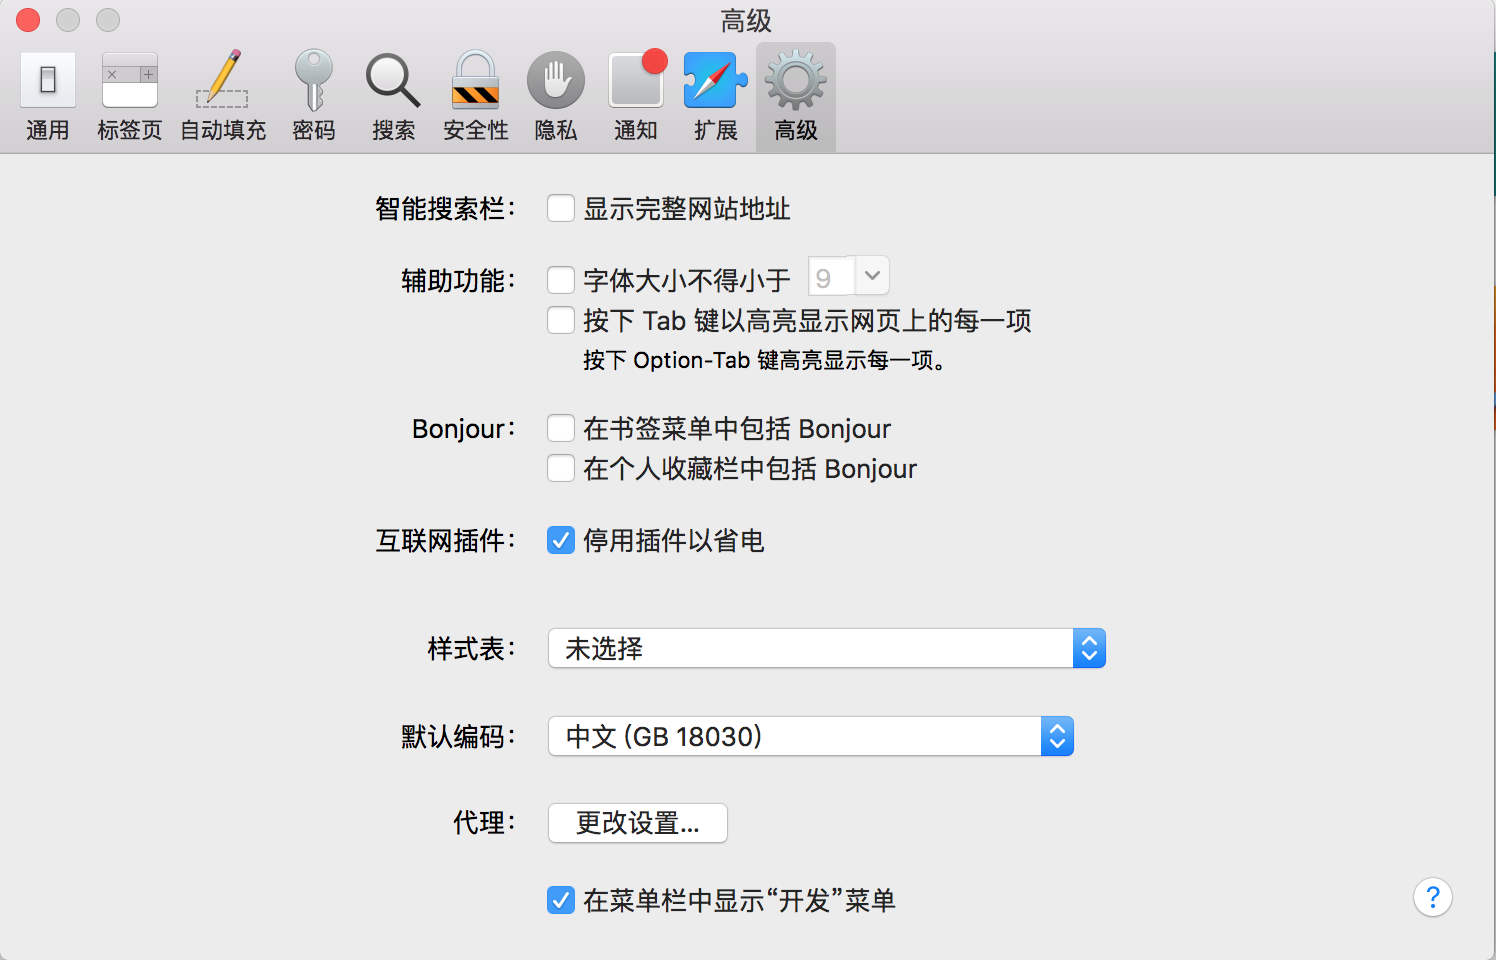 高级
通用 标签页 自动填充 密码 搜索 安全性 隐私 通知 扩展 高级
智能搜索栏： 显示完整网站地址
辅助功能： 字体大小不得小于 9
按下 Tab 键以高亮显示网页上的每一项
按下 Option-Tab 键高亮显示每一项。
Bonjour： 在书签菜单中包括 Bonjour
在个人收藏栏中包括 Bonjour
互联网插件： 停用插件以省电
样式表： 未选择
默认编码： 中文 (GB 18030)
代理： 更改设置...
在菜单栏中显示“开发”菜单
?